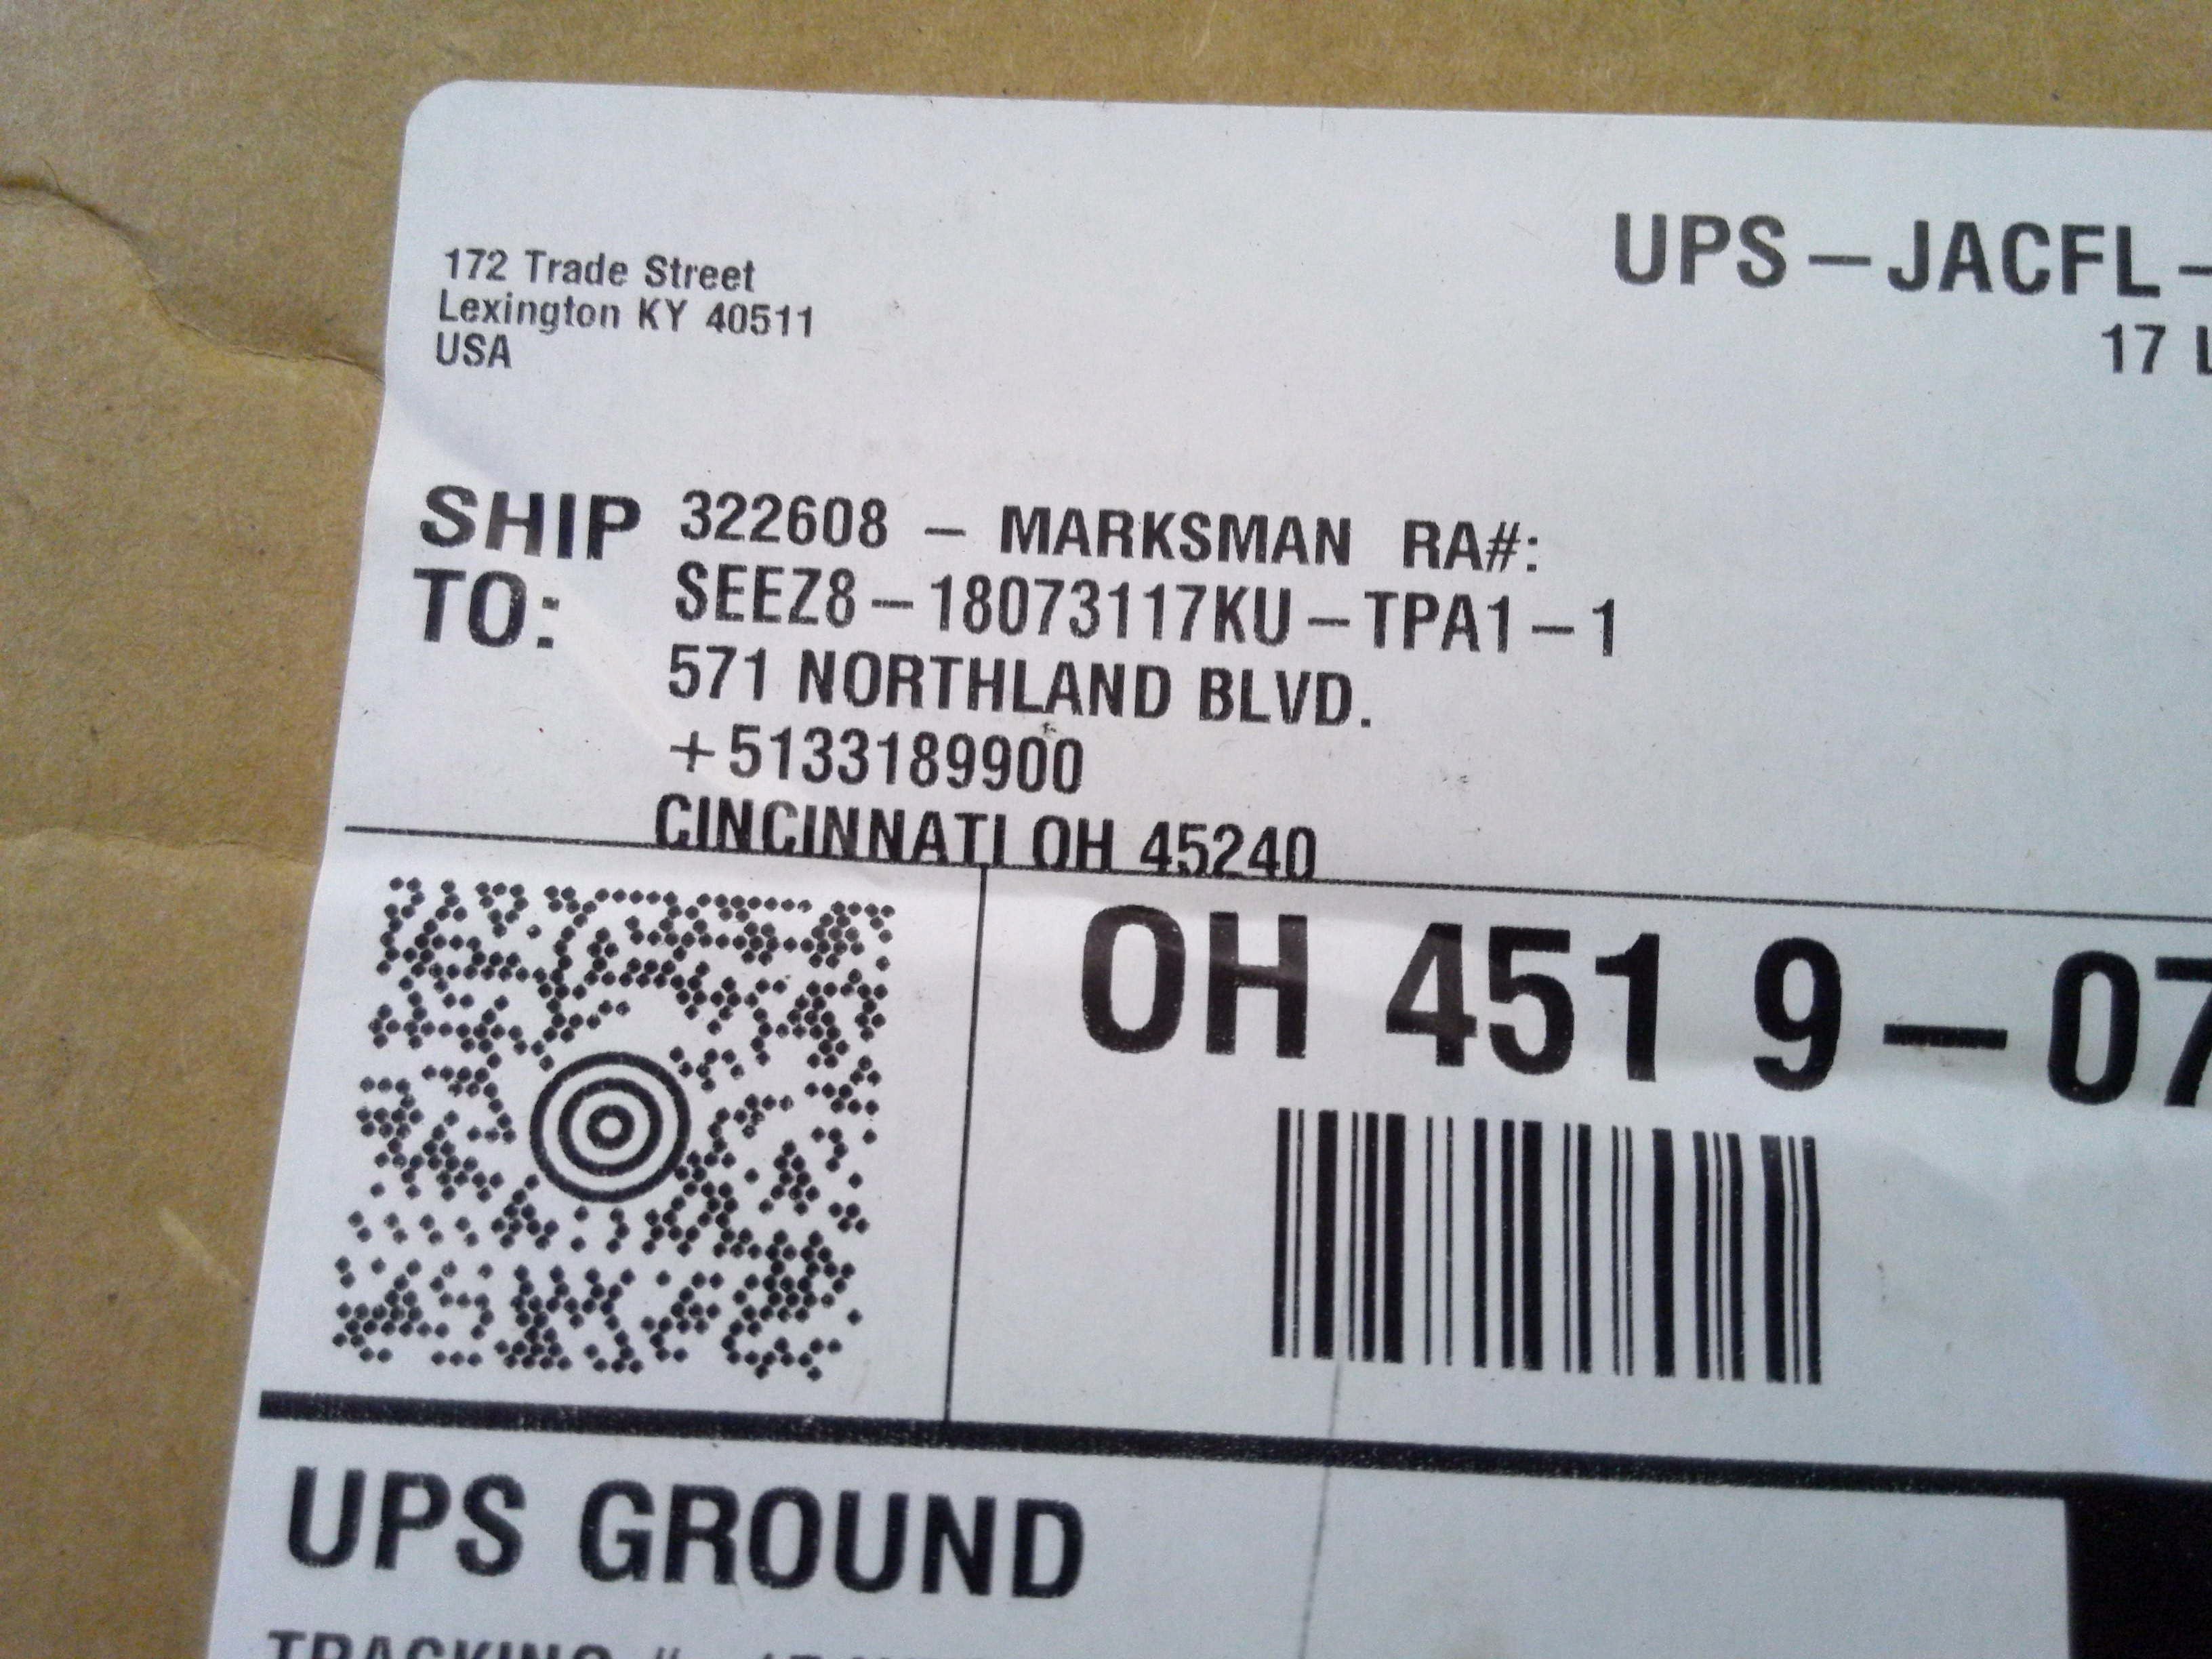 172 Trade Street
Lexington KY 40511
USA
UPS-JACFL-
17 L
SHIP TO:
322608 - MARKSMAN RA#:
SEEZ8-18073117KU-TPA1-1
571 NORTHLAND BLVD.
+5133189900
CINCINNATI OH 45240
OH 451 9-07
UPS GROUND
TRACKING #